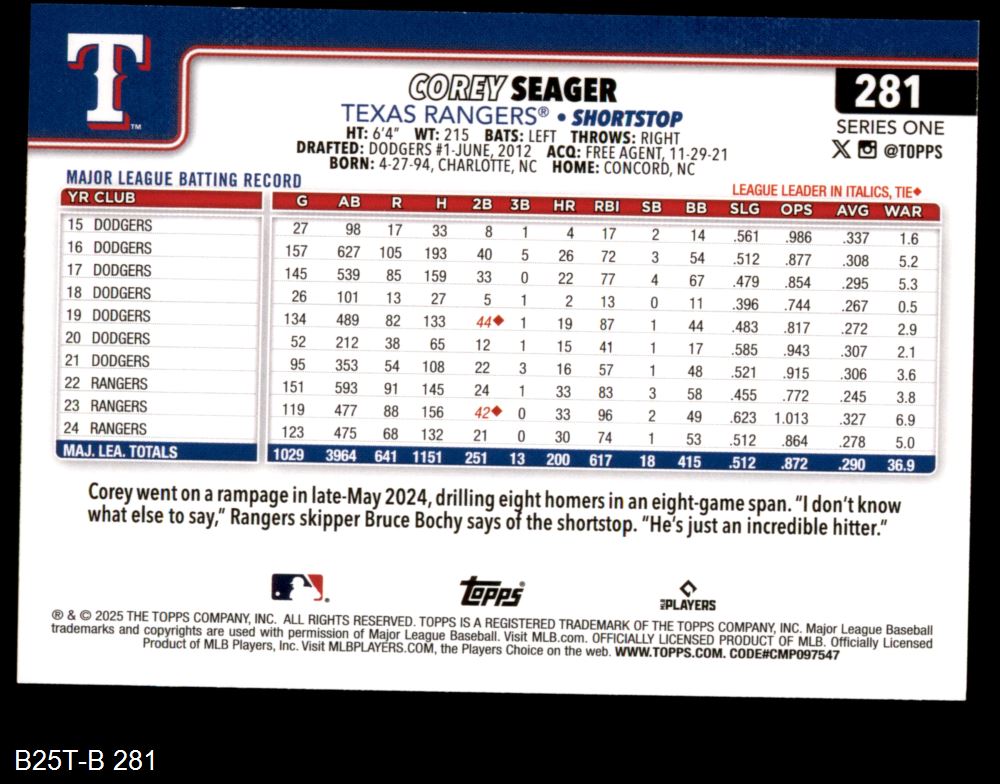 T
TM
COREY SEAGER
TEXAS RANGERS® • SHORTSTOP
HT: 6'4" WT: 215 BATS: LEFT THROWS: RIGHT
DRAFTED: DODGERS #1-JUNE, 2012 ACQ: FREE AGENT, 11-29-21
BORN: 4-27-94, CHARLOTTE, NC HOME: CONCORD, NC
281
SERIES ONE
X @TOPPS
MAJOR LEAGUE BATTING RECORD
LEAGUE LEADER IN ITALICS, TIE♦
YR CLUB G AB R H 2B 3B HR RBI SB BB SLG OPS AVG WAR
15 DODGERS 27 98 17 33 8 1 4 17 2 14 .561 .986 .337 1.6
16 DODGERS 157 627 105 193 40 5 26 72 3 54 .512 .877 .308 5.2
17 DODGERS 145 539 85 159 33 0 22 77 4 67 .479 .854 .295 5.3
18 DODGERS 26 101 13 27 5 1 2 13 0 11 .396 .744 .267 0.5
19 DODGERS 134 489 82 133 44♦ 1 19 87 1 44 .483 .817 .272 2.9
20 DODGERS 52 212 38 65 12 1 15 41 1 17 .585 .943 .307 2.1
21 DODGERS 95 353 54 108 22 3 16 57 1 48 .521 .915 .306 3.6
22 RANGERS 151 593 91 145 24 1 33 83 3 58 .455 .772 .245 3.8
23 RANGERS 119 477 88 156 42♦ 0 33 96 2 49 .623 1.013 .327 6.9
24 RANGERS 123 475 68 132 21 0 30 74 1 53 .512 .864 .278 5.0
MAJ. LEA. TOTALS 1029 3964 641 1151 251 13 200 617 18 415 .512 .872 .290 36.9
Corey went on a rampage in late-May 2024, drilling eight homers in an eight-game span. "I don't know
what else to say," Rangers skipper Bruce Bochy says of the shortstop. "He's just an incredible hitter."
Topps®
MLB PLAYERS
® & © 2025 THE TOPPS COMPANY, INC. ALL RIGHTS RESERVED. TOPPS IS A REGISTERED TRADEMARK OF THE TOPPS COMPANY, INC. Major League Baseball
trademarks and copyrights are used with permission of Major League Baseball. Visit MLB.com. OFFICIALLY LICENSED PRODUCT OF MLB. Officially Licensed
Product of MLB Players, Inc. Visit MLBPLAYERS.COM, the Players Choice on the web. WWW.TOPPS.COM. CODE#CMP097547
B25T-B 281